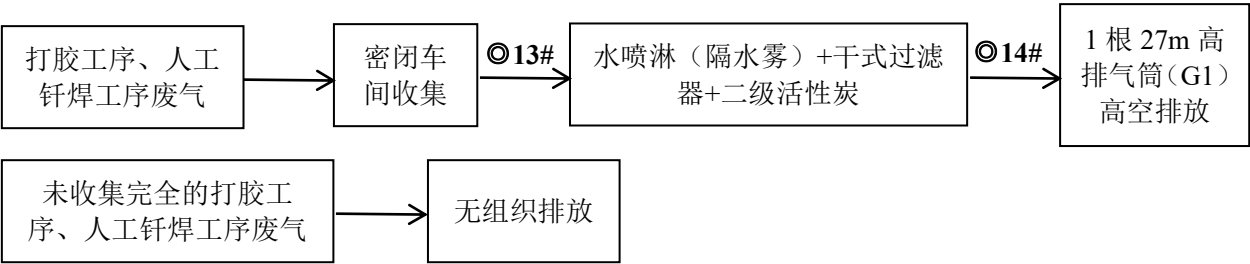 打胶工序、人工
钎焊工序废气
密闭车
间收集
◎13#
水喷淋（隔水雾）+干式过滤
器+二级活性炭
◎14#
1 根 27m 高
排气筒（G1）
高空排放
未收集完全的打胶工
序、人工钎焊工序废气
无组织排放